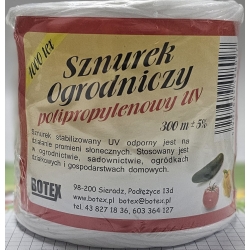 1000 let
Sznurek
Ogrodniczy
polipropylenowy UV
300 m ± 5%
Sznurek stabilizowany UV odporny jest na
działanie promieni słonecznych. Stosowany jest
w ogrodnictwie, sadownictwie, ogródkach
działkowych i gospodarstwach domowych.
BOTEX
98-200 Sieradz, Podrzęzce 13d
www.botex.pl botex@botex.pl
tel. 43 827 18 36, 603 364 127